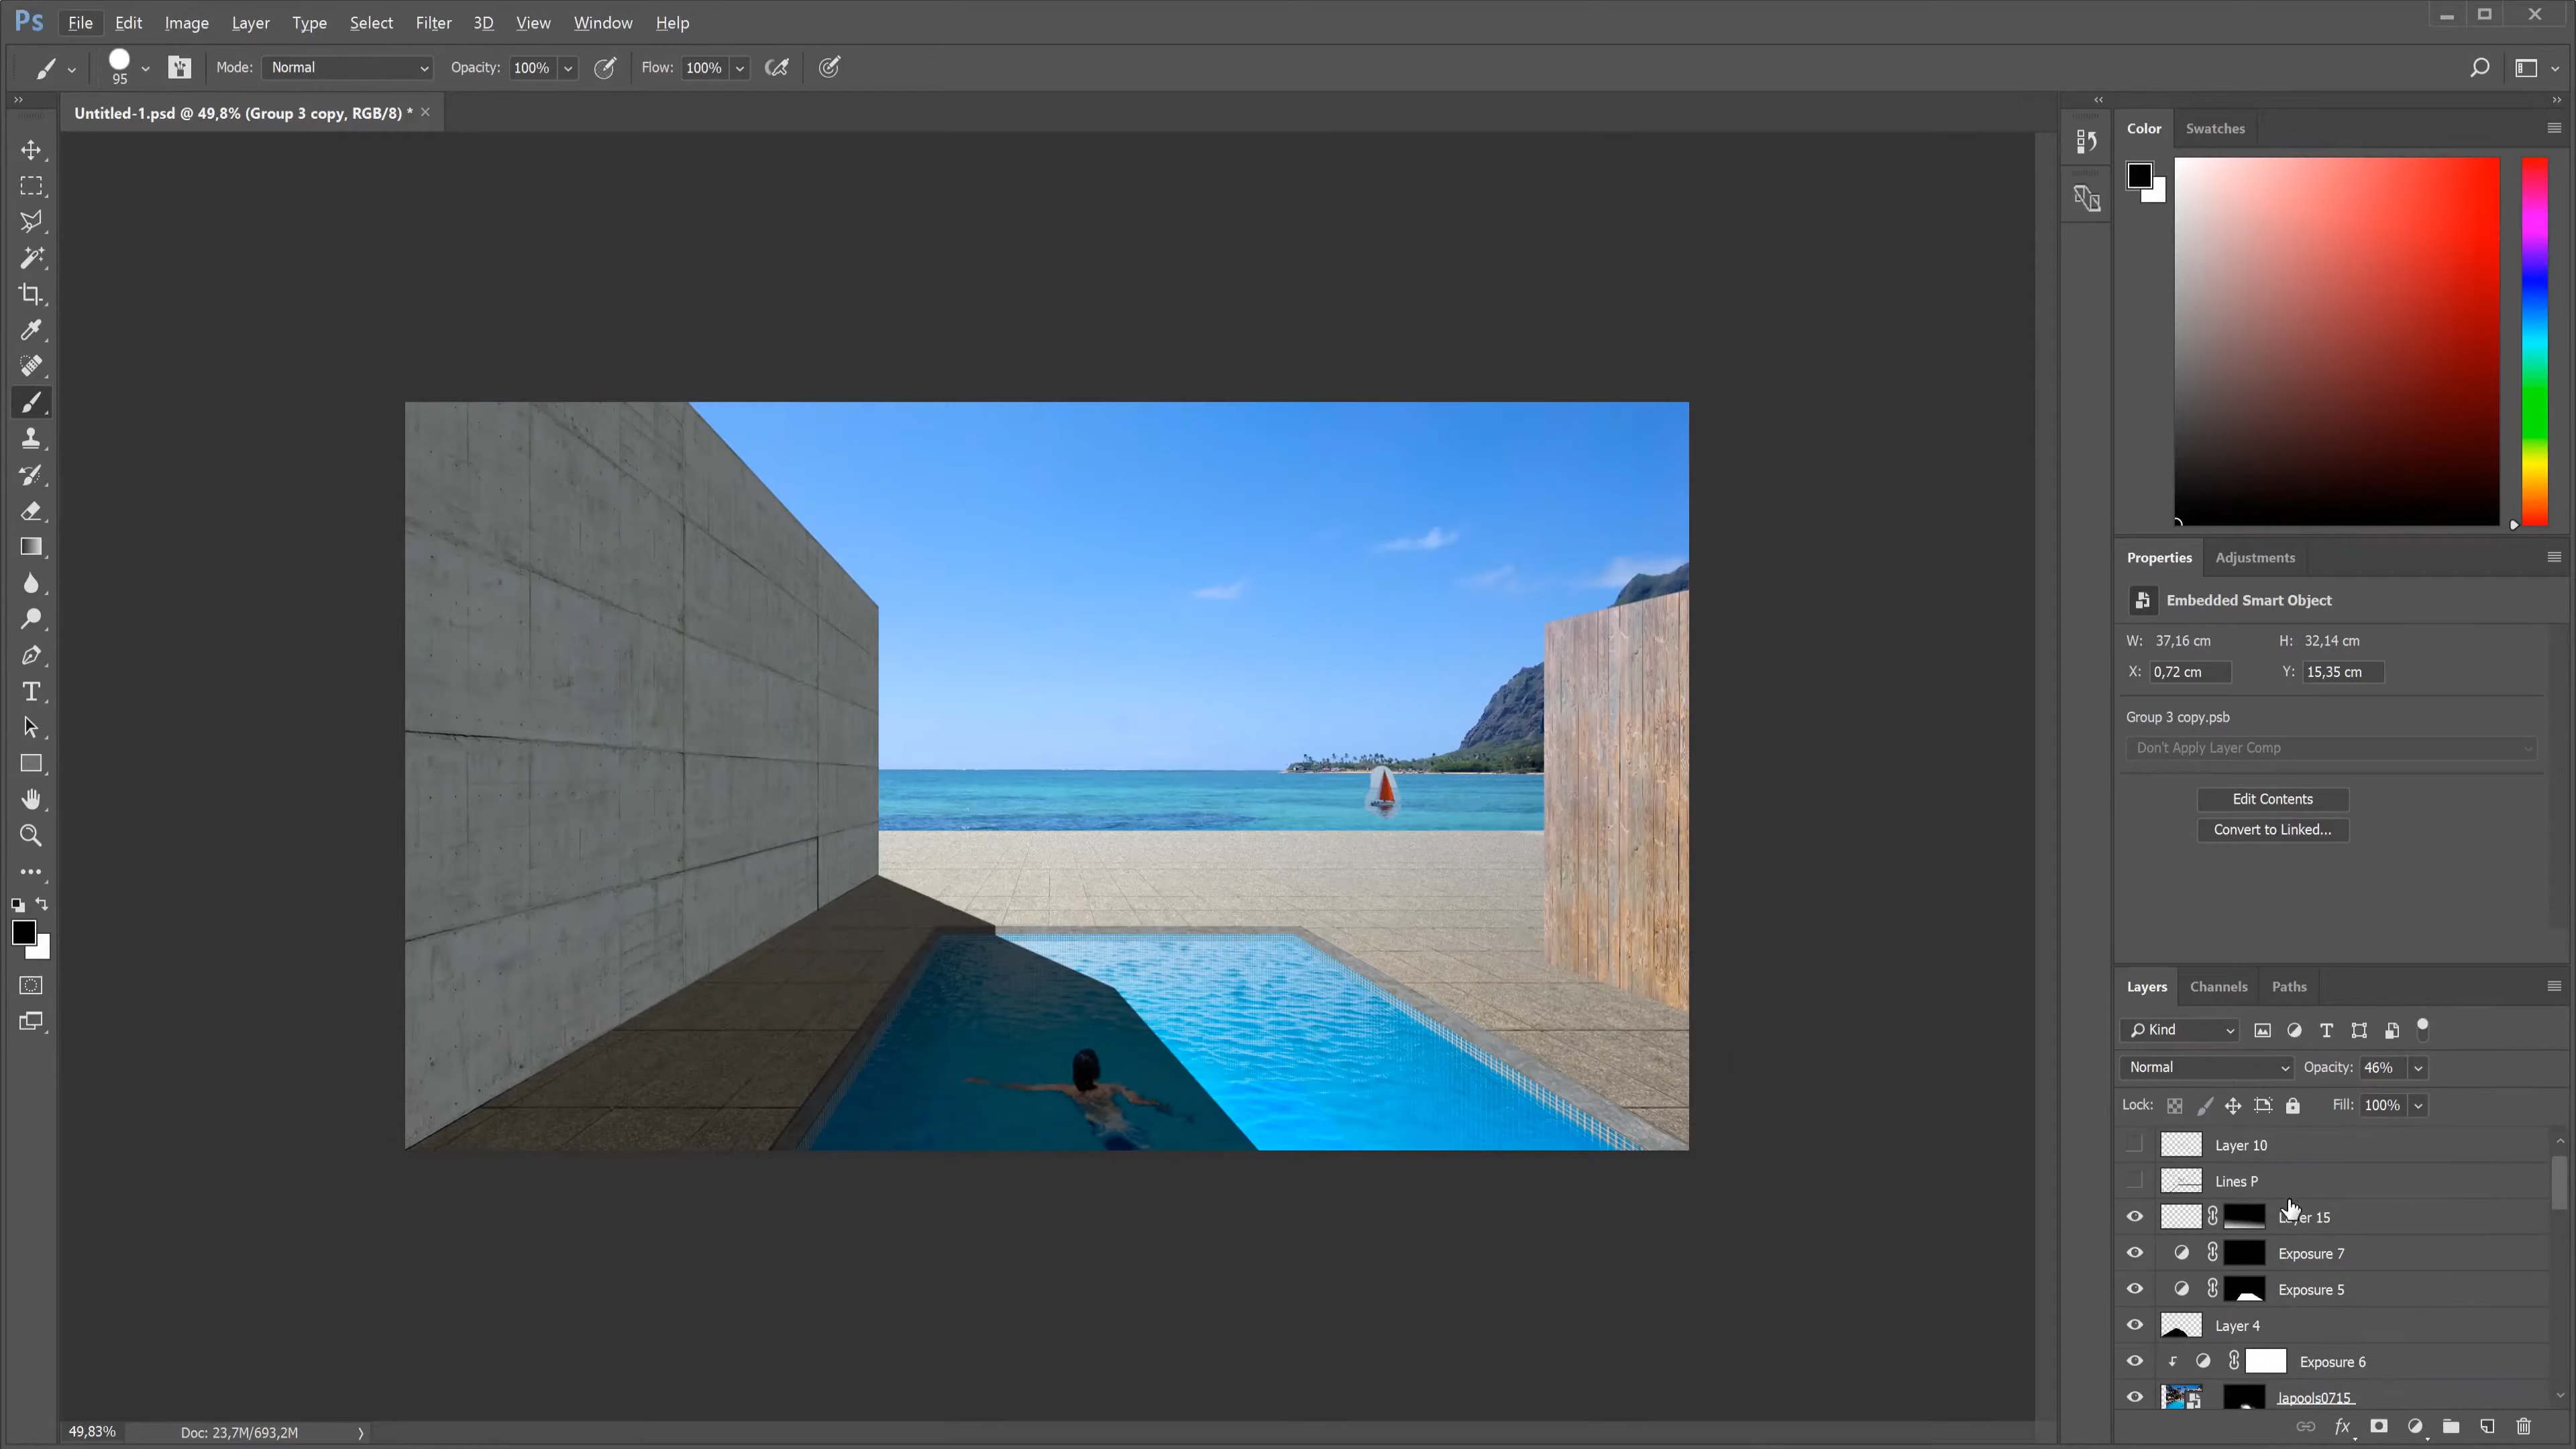 Ps File Edit Image Layer Type Select Filter 3D View Window Help
95 Mode: Normal Opacity: 100% Flow: 100%
Untitled-1.psd @ 49,8% (Group 3 copy, RGB/8) * ×
Color Swatches
Properties Adjustments
Embedded Smart Object
W: 37,16 cm H: 32,14 cm
X: 0,72 cm Y: 15,35 cm
Group 3 copy.psb
Don't Apply Layer Comp
Edit Contents
Convert to Linked...
Layers Channels Paths
Kind
Normal Opacity: 46%
Lock: Fill: 100%
Layer 10
Lines P
Layer 15
Exposure 7
Exposure 5
Layer 4
Exposure 6
lapools0715
fx
49,83% Doc: 23,7M/693,2M